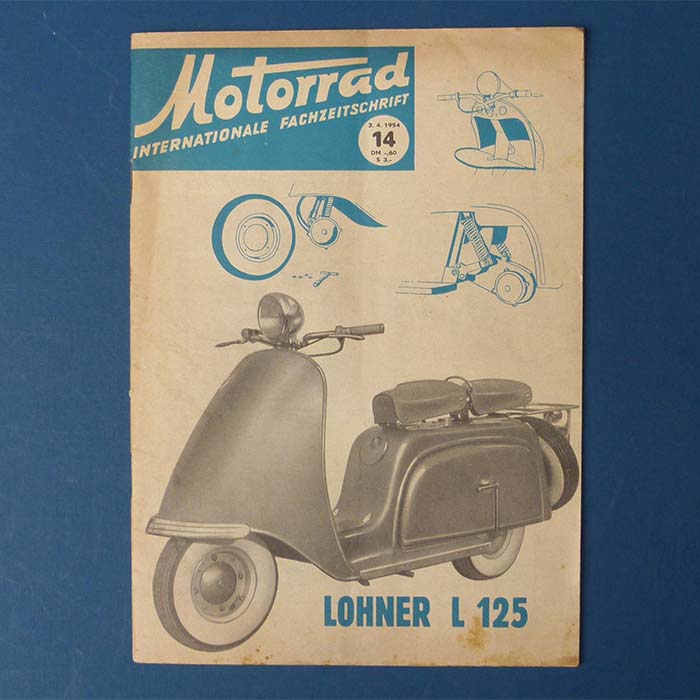 Motorrad
INTERNATIONALE FACHZEITSCHRIFT
3. 4. 1954
14
DM -,60
S 3,-
LOHNER L 125